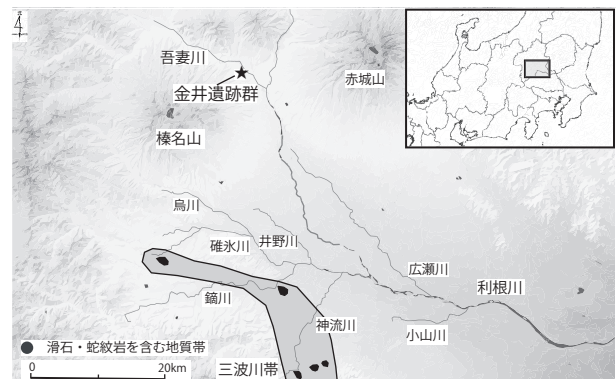 吾妻川
赤城山
金井遺跡群
榛名山
烏川
碓氷川
井野川
広瀬川
利根川
鏑川
神流川
小山川
滑石・蛇紋岩を含む地質帯
三波川帯
0
20km